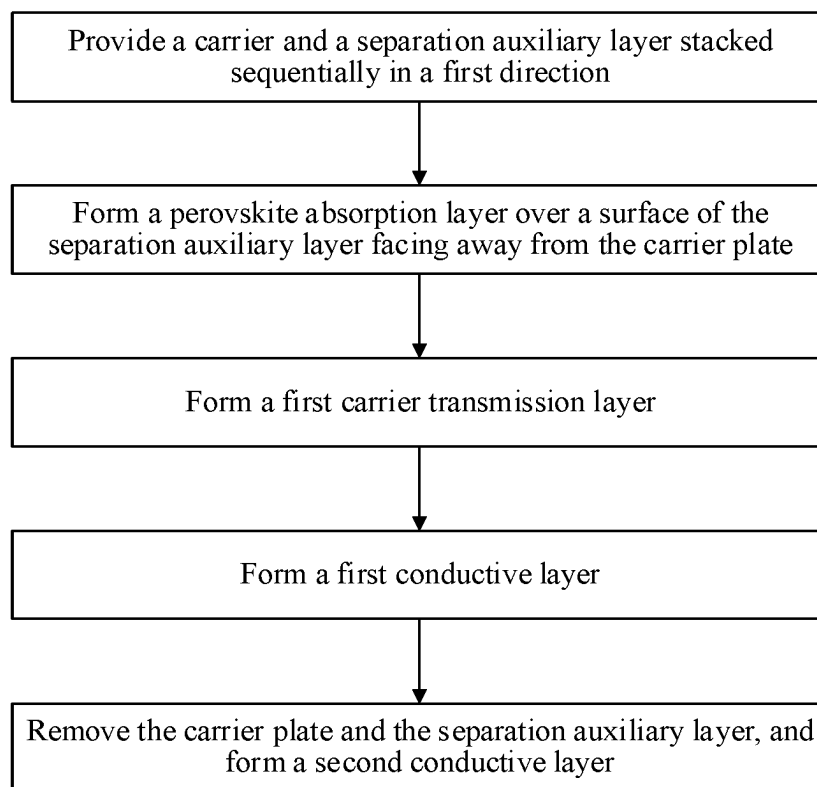 Provide a carrier and a separation auxiliary layer stacked
sequentially in a first direction
Form a perovskite absorption layer over a surface of the
separation auxiliary layer facing away from the carrier plate
Form a first carrier transmission layer
Form a first conductive layer
Remove the carrier plate and the separation auxiliary layer, and
form a second conductive layer